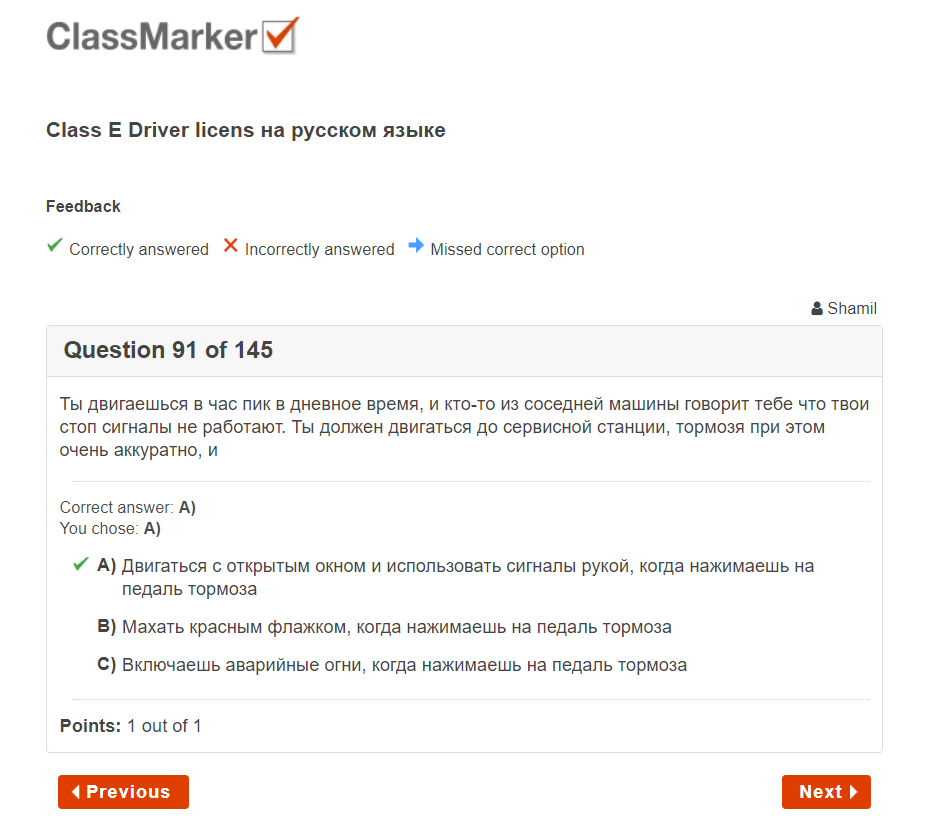 ClassMarker
Class E Driver licens на русском языке
Feedback
Correctly answered Incorrectly answered Missed correct option
Shamil
Question 91 of 145
Ты двигаешься в час пик в дневное время, и кто-то из соседней машины говорит тебе что твои
стоп сигналы не работают. Ты должен двигаться до сервисной станции, тормозя при этом
очень аккуратно, и
Correct answer: A)
You chose: A)
A) Двигаться с открытым окном и использовать сигналы рукой, когда нажимаешь на
педаль тормоза
B) Махать красным флажком, когда нажимаешь на педаль тормоза
C) Включаешь аварийные огни, когда нажимаешь на педаль тормоза
Points: 1 out of 1
Previous
Next